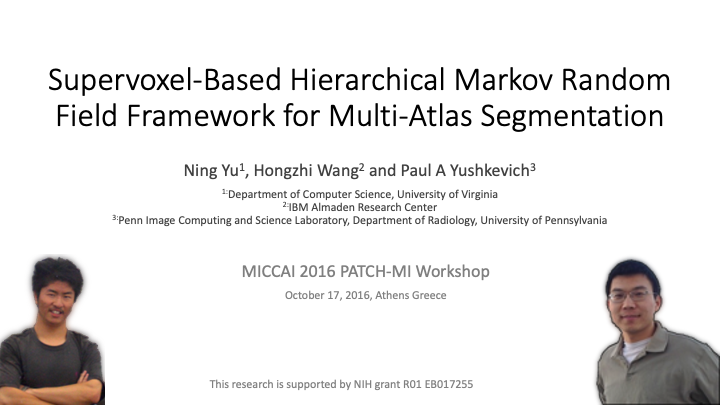 Supervoxel-Based Hierarchical Markov Random
Field Framework for Multi-Atlas Segmentation
Ning Yu1, Hongzhi Wang2 and Paul A Yushkevich3
1:Department of Computer Science, University of Virginia
2:IBM Almaden Research Center
3:Penn Image Computing and Science Laboratory, Department of Radiology, University of Pennsylvania
MICCAI 2016 PATCH-MI Workshop
October 17, 2016, Athens Greece
This research is supported by NIH grant R01 EB017255